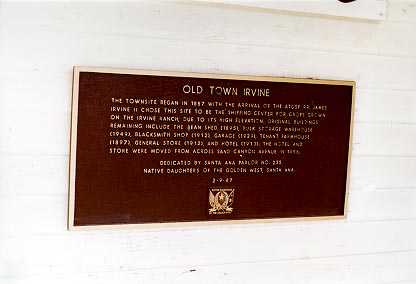 OLD TOWN IRVINE
THE TOWNSITE BEGAN IN 1887 WITH THE ARRIVAL OF THE AT&SF RR. JAMES
IRVINE II CHOSE THIS SITE TO BE THE SHIPPING CENTER FOR CROPS GROWN
ON THE IRVINE RANCH, DUE TO ITS HIGH ELEVATION. ORIGINAL BUILDINGS
REMAINING INCLUDE THE BEAN SHED (1895), BULK STORAGE WAREHOUSE
(1949), BLACKSMITH SHOP (1912), GARAGE (1929), TENANT FARMHOUSE
(1897), GENERAL STORE (1912), AND HOTEL (1913). THE HOTEL AND
STORE WERE MOVED FROM ACROSS SAND CANYON AVENUE IN 1986.
DEDICATED BY SANTA ANA PARLOR NO. 235
NATIVE DAUGHTERS OF THE GOLDEN WEST, SANTA ANA.
2-9-87